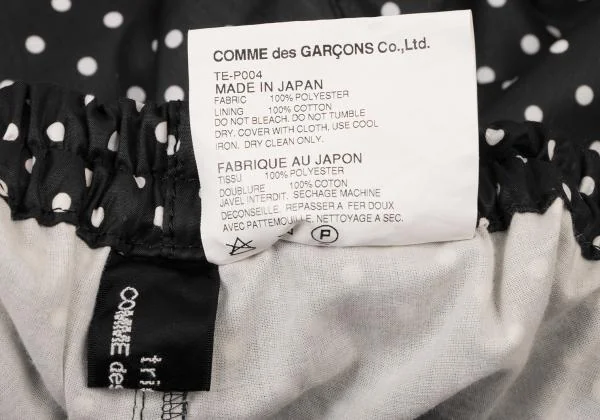 COMME des GARÇONS Co.,Ltd.
TE-P004
MADE IN JAPAN
FABRIC 100% POLYESTER
LINING 100% COTTON
DO NOT BLEACH. DO NOT TUMBLE
DRY. COVER WITH CLOTH, USE COOL
IRON. DRY CLEAN ONLY.
FABRIQUE AU JAPON
TISSU 100% POLYESTER
DOUBLURE 100% COTON
JAVEL INTERDIT. SECHAGE MACHINE
DECONSEILLE. REPASSER A FER DOUX
AVEC PATTEMOUILLE. NETTOYAGE A SEC.
P
COMME des